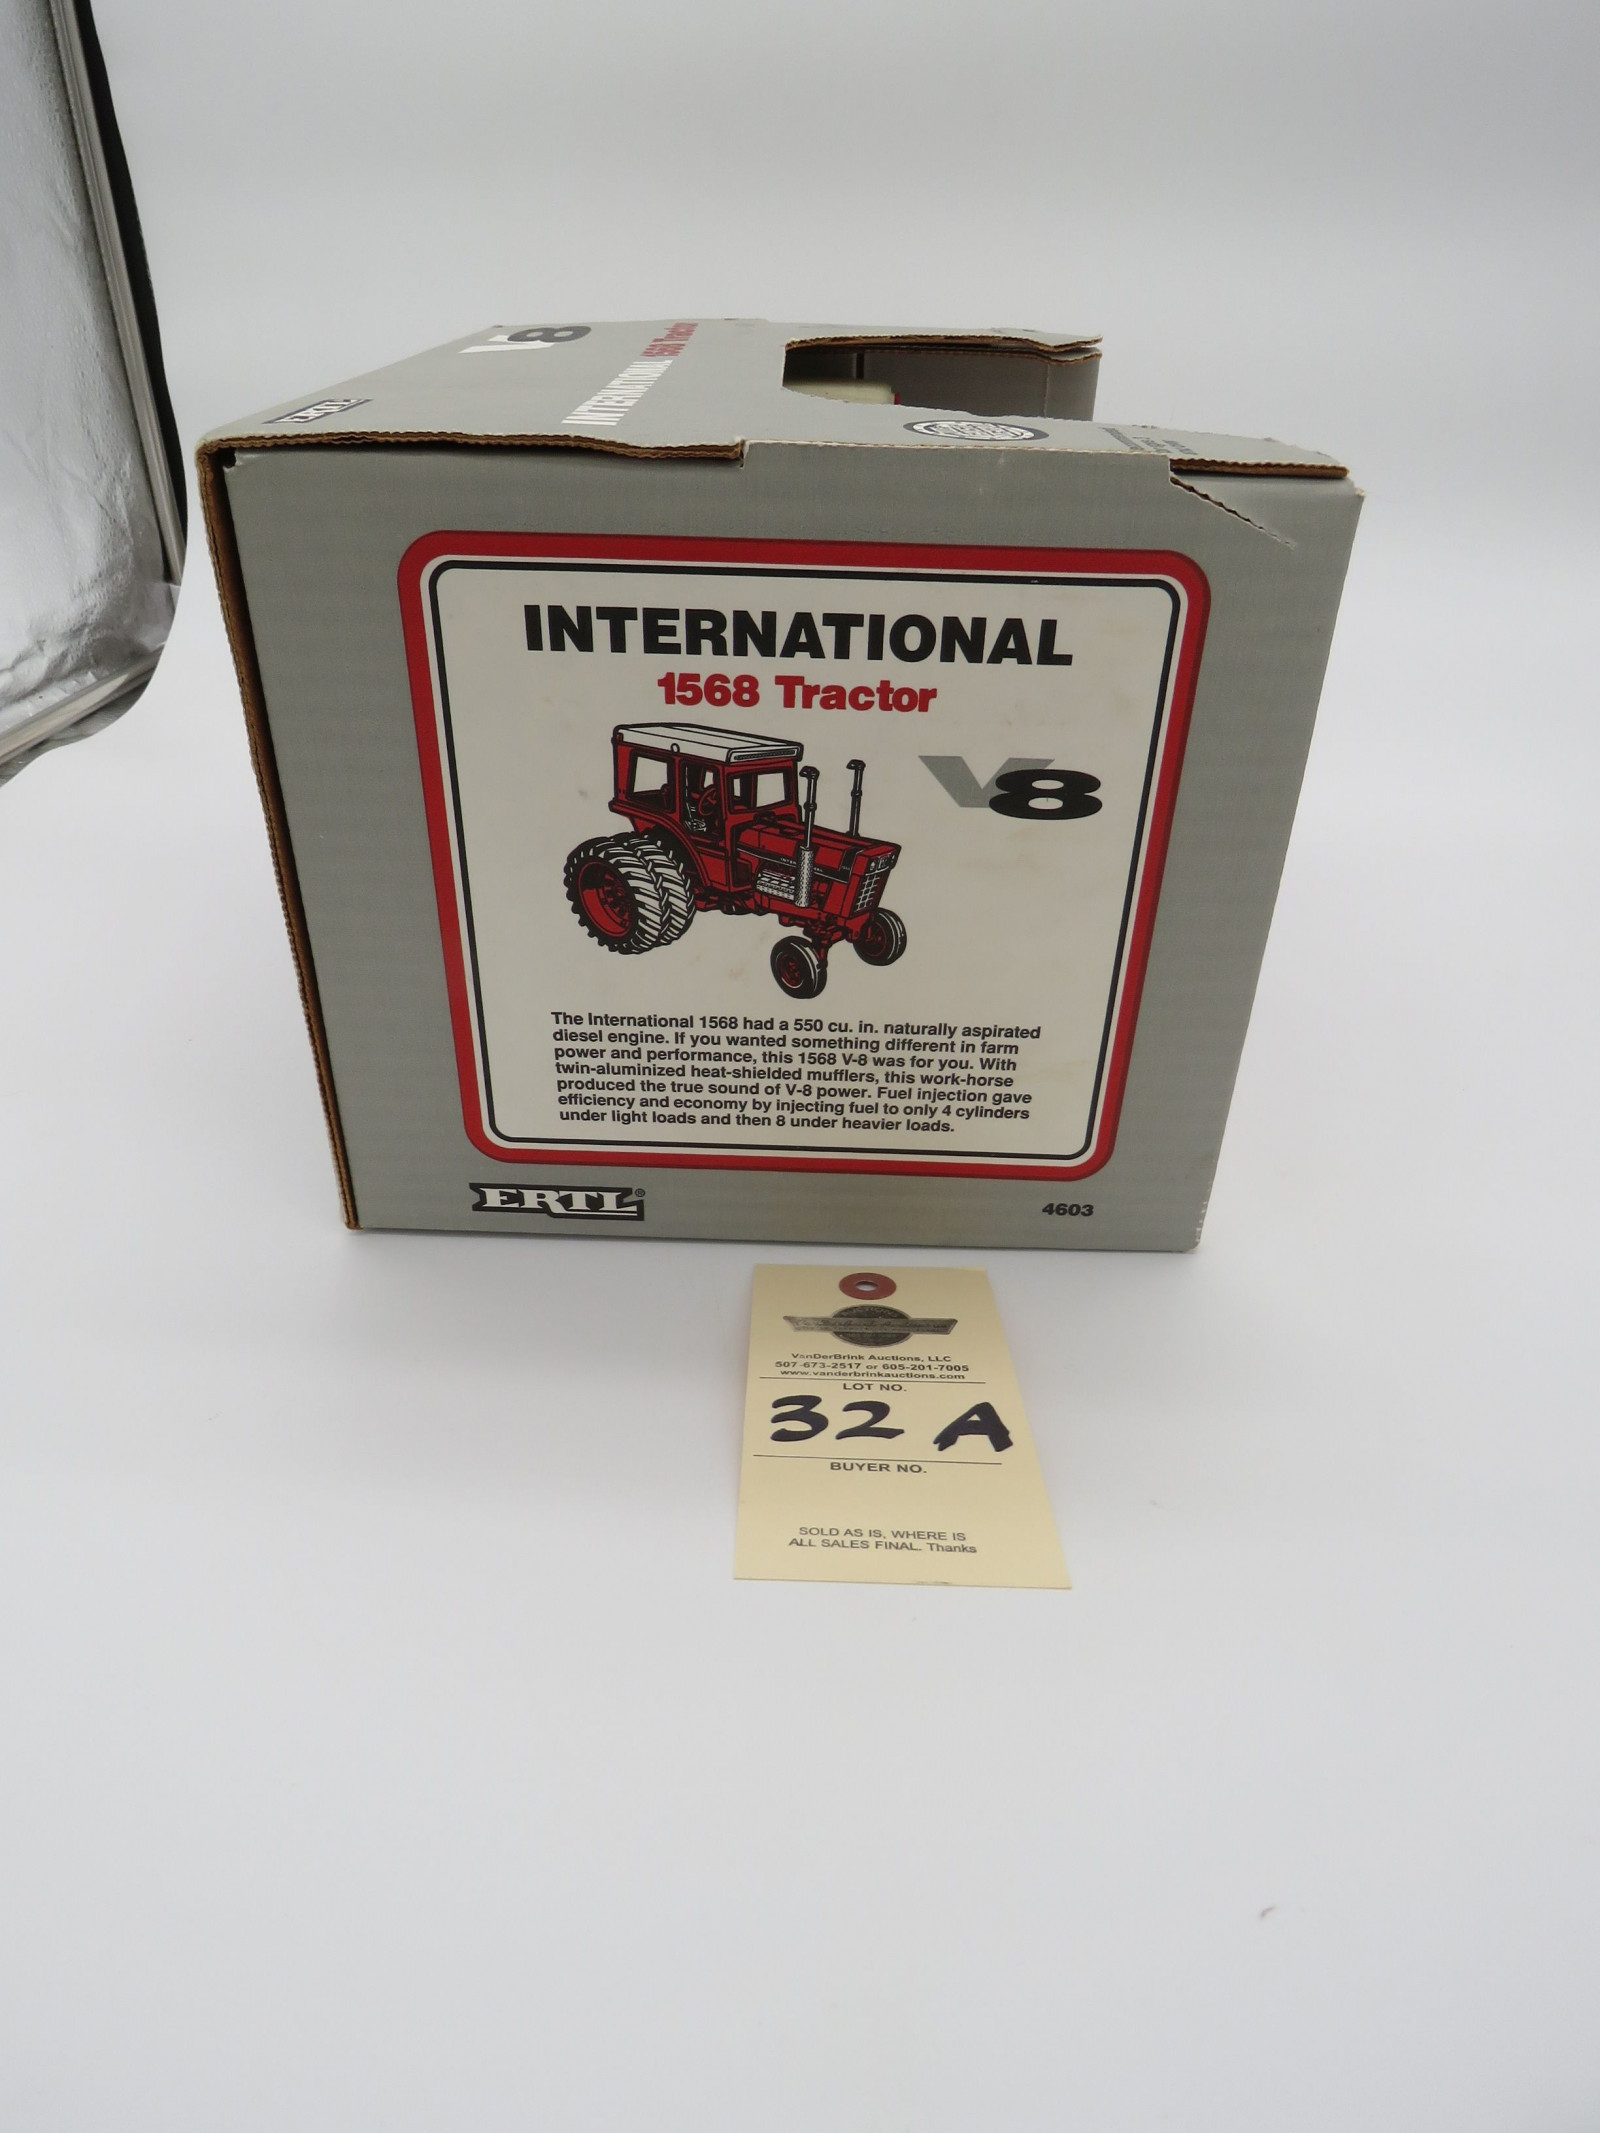 V8
INTERNATIONAL 1568 Tractor
ERTL
INTERNATIONAL
1568 Tractor
V8
The International 1568 had a 550 cu. in. naturally aspirated
diesel engine. If you wanted something different in farm
power and performance, this 1568 V-8 was for you. With
twin-aluminized heat-shielded mufflers, this work-horse
produced the true sound of V-8 power. Fuel injection gave
efficiency and economy by injecting fuel to only 4 cylinders
under light loads and then 8 under heavier loads.
ERTL®
4603
VanDerBrink Auctions, LLC
507-673-2517 or 605-201-7005
www.vanderbrinkauctions.com
LOT NO.
32 A
BUYER NO.
SOLD AS IS, WHERE IS
ALL SALES FINAL. Thanks